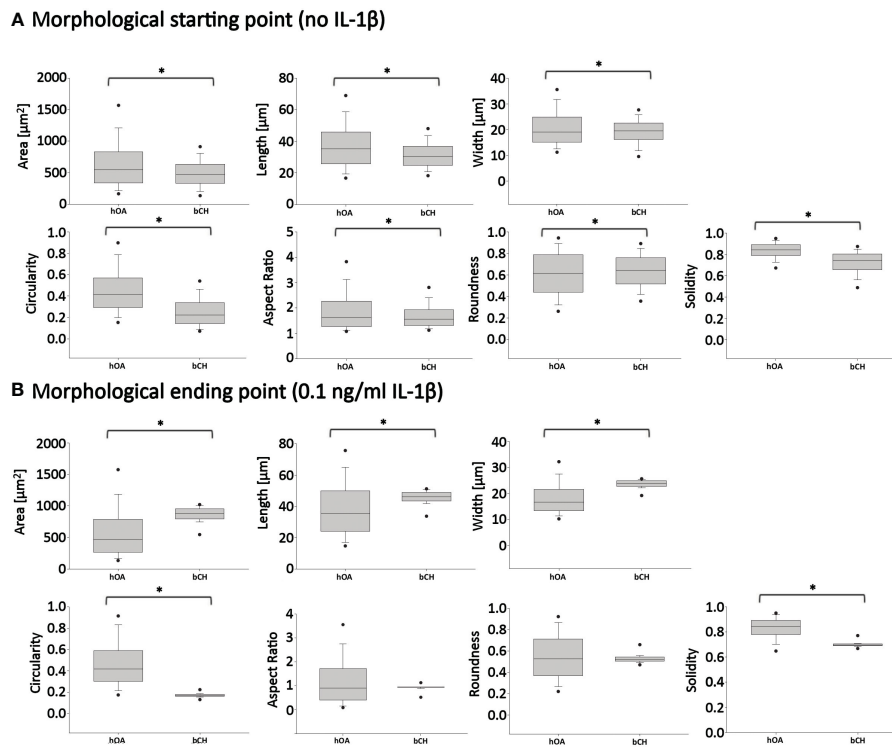 A Morphological starting point (no IL-1β)
Area [µm²]
2000
1500
1000
500
0
*
hOA
bCH
Length [µm]
80
60
40
20
0
*
hOA
bCH
Width [µm]
40
30
20
10
0
*
hOA
bCH
Circularity
1.0
0.8
0.6
0.4
0.2
0.0
*
hOA
bCH
Aspect Ratio
5
4
3
2
1
0
*
hOA
bCH
Roundness
1.0
0.8
0.6
0.4
0.2
0.0
*
hOA
bCH
Solidity
1.0
0.8
0.6
0.4
0.2
0.0
*
hOA
bCH
B Morphological ending point (0.1 ng/ml IL-1β)
Area [µm²]
2000
1500
1000
500
0
*
hOA
bCH
Length [µm]
80
60
40
20
0
*
hOA
bCH
Width [µm]
40
30
20
10
0
*
hOA
bCH
Circularity
1.0
0.8
0.6
0.4
0.2
0.0
*
hOA
bCH
Aspect Ratio
4
3
2
1
0
hOA
bCH
Roundness
1.0
0.8
0.6
0.4
0.2
0.0
hOA
bCH
Solidity
1.0
0.8
0.6
0.4
0.2
0.0
*
hOA
bCH